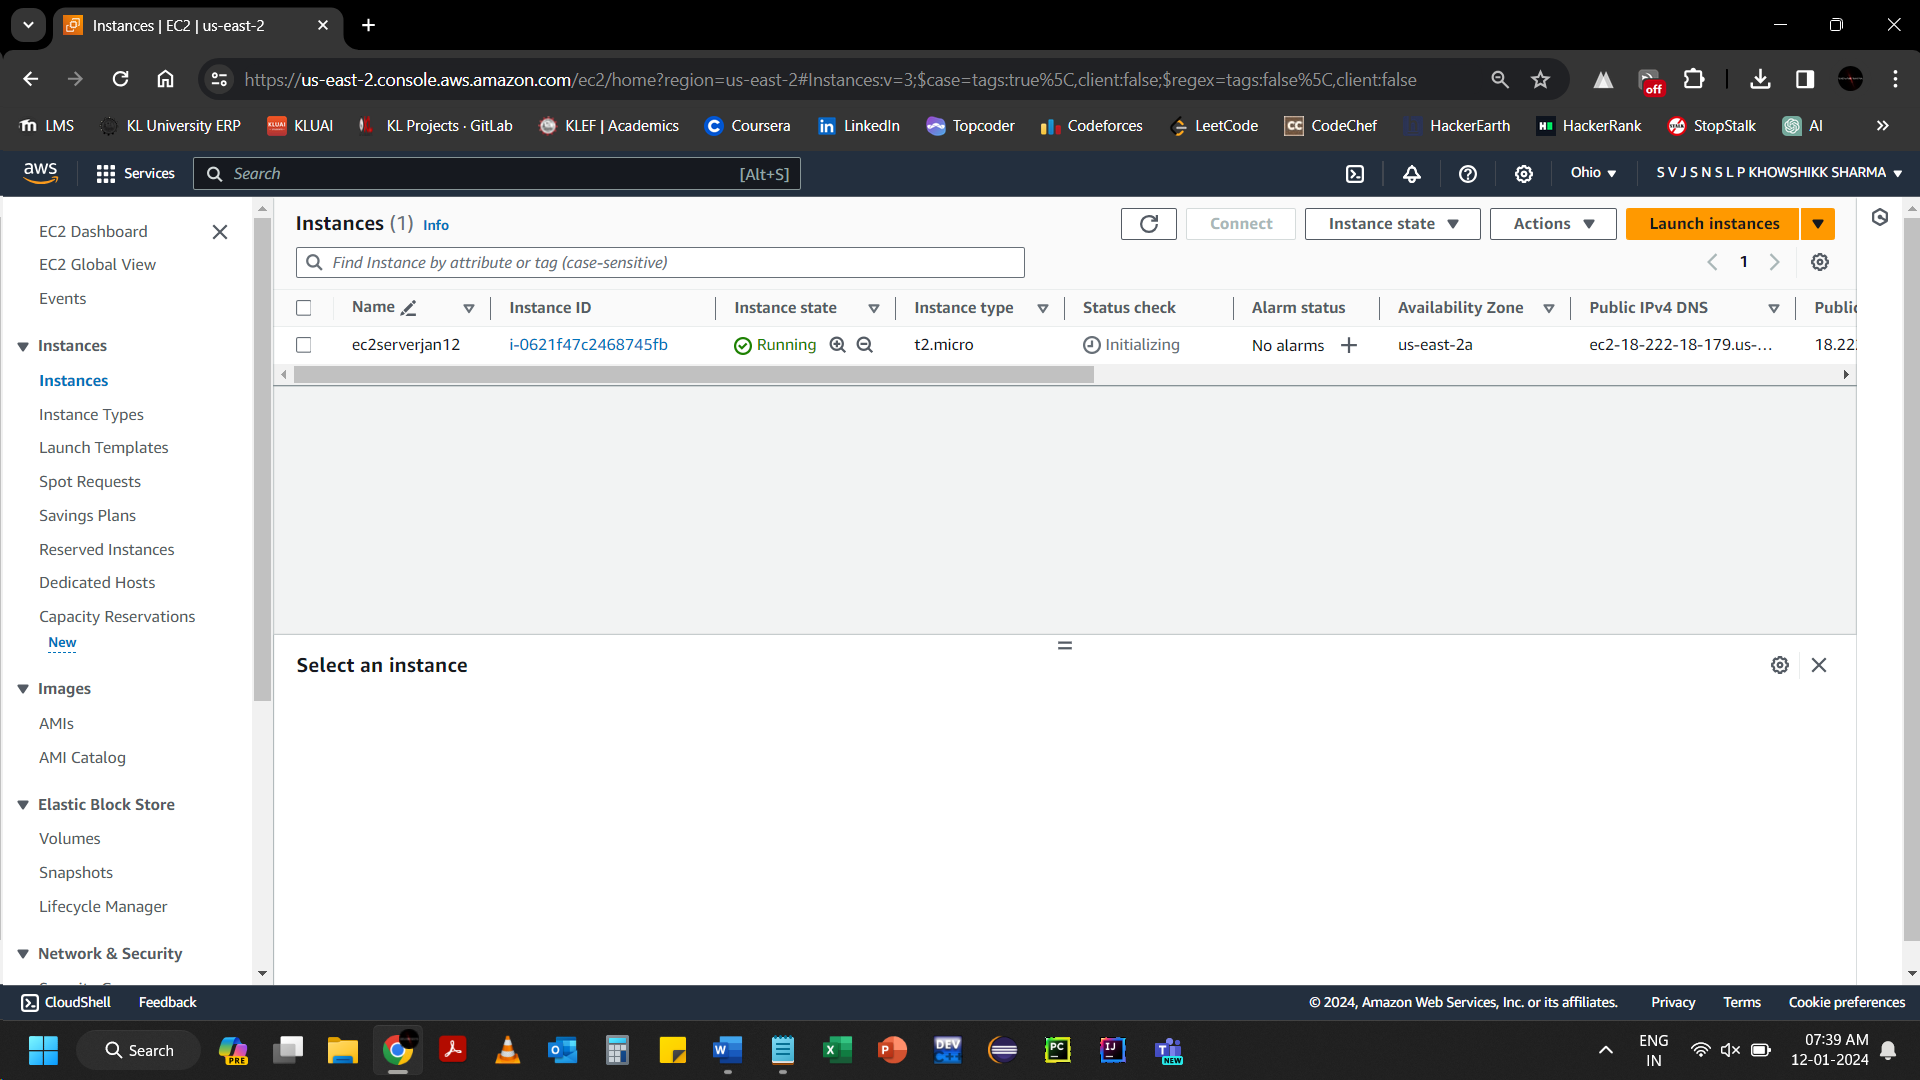 Instances | EC2 | us-east-2
https://us-east-2.console.aws.amazon.com/ec2/home?region=us-east-2#Instances:v=3;$case=tags:true%5C,client:false;$regex=tags:false%5C,client:false
off
LMS KL University ERP KLUAI KL Projects · GitLab KLEF | Academics Coursera LinkedIn Topcoder Codeforces LeetCode CodeChef HackerEarth HackerRank StopStalk AI
aws Services Search [Alt+S] Ohio S V J S N S L P KHOWSHIKK SHARMA
EC2 Dashboard
EC2 Global View
Events
Instances
Instances
Instance Types
Launch Templates
Spot Requests
Savings Plans
Reserved Instances
Dedicated Hosts
Capacity Reservations
New
Images
AMIs
AMI Catalog
Elastic Block Store
Volumes
Snapshots
Lifecycle Manager
Network & Security
Instances (1) Info
Connect Instance state Actions Launch instances
Find Instance by attribute or tag (case-sensitive)
1
Name Instance ID Instance state Instance type Status check Alarm status Availability Zone Public IPv4 DNS Public
ec2serverjan12 i-0621f47c2468745fb Running t2.micro Initializing No alarms us-east-2a ec2-18-222-18-179.us-... 18.22
Select an instance
CloudShell Feedback © 2024, Amazon Web Services, Inc. or its affiliates. Privacy Terms Cookie preferences
Search
PRE
DEV
C++
PC
IJ
NEW
ENG
IN
07:39 AM
12-01-2024